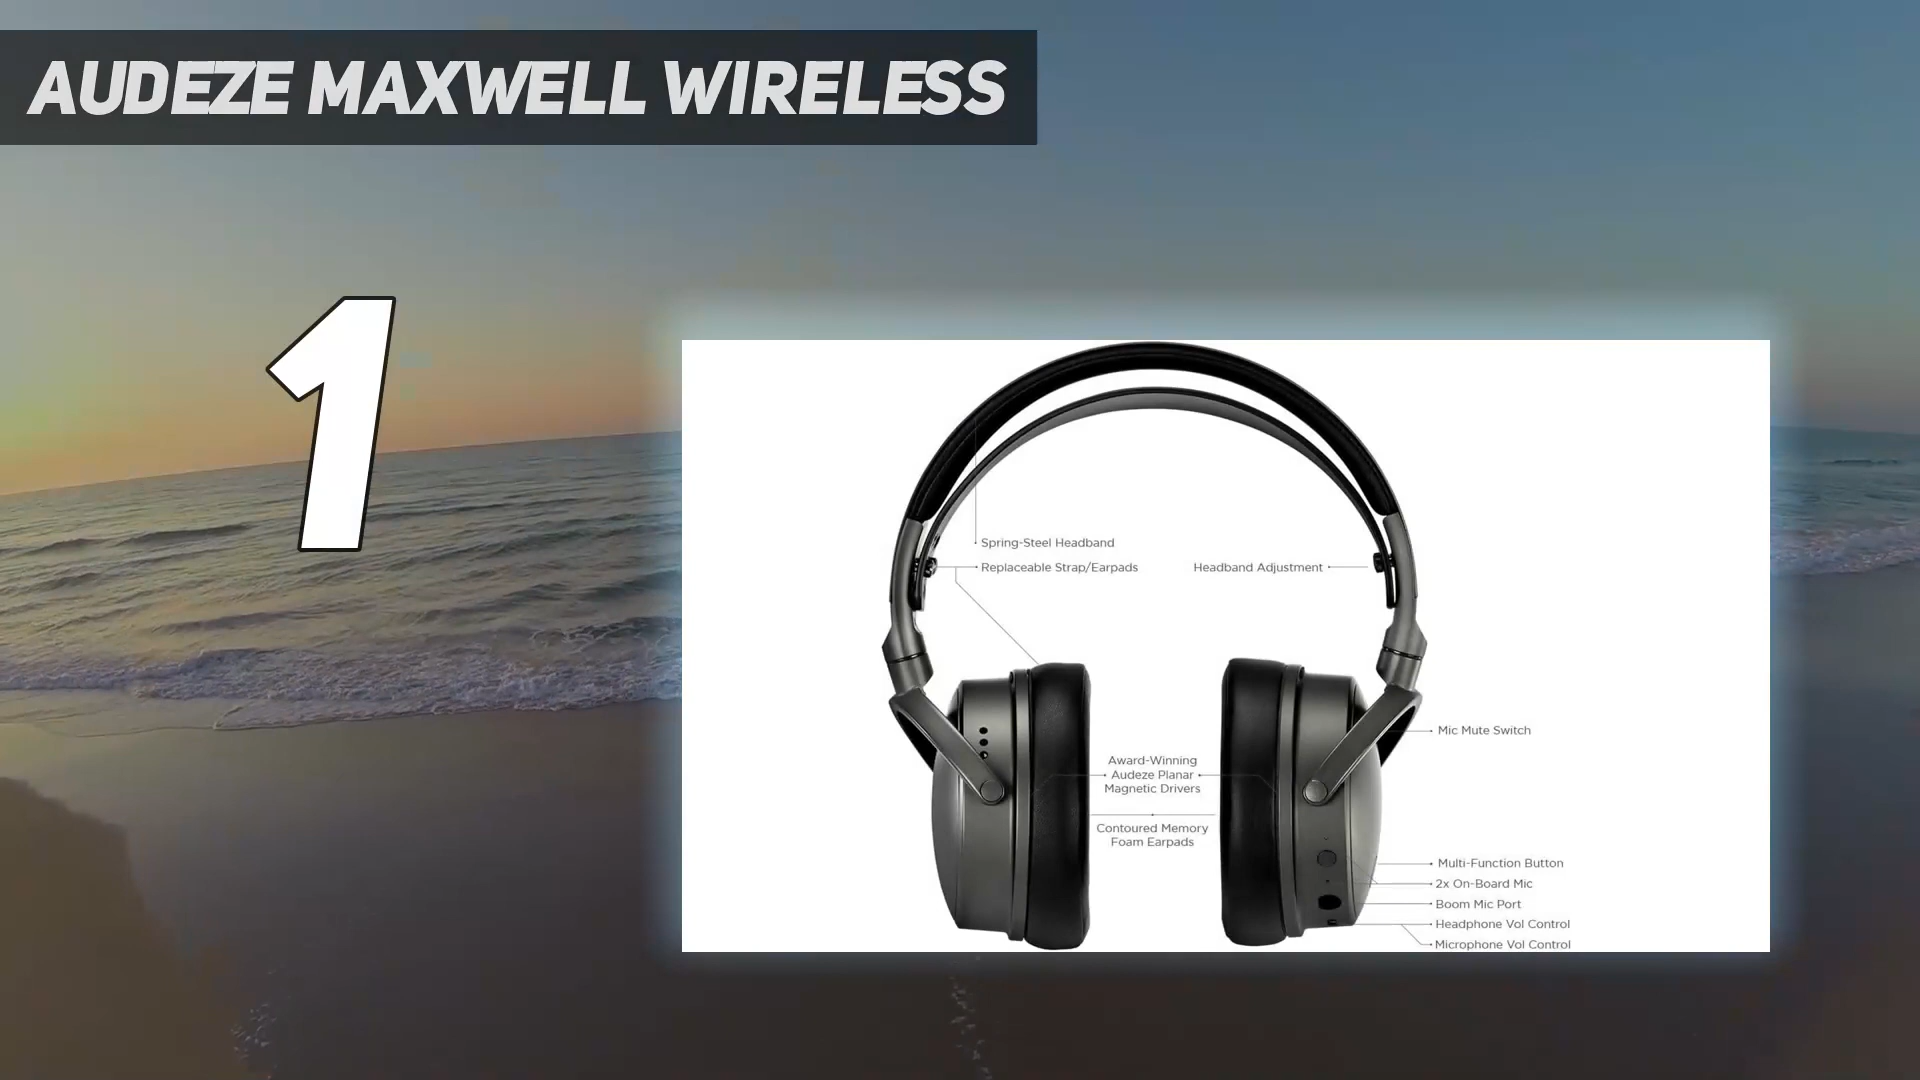 AUDEZE MAXWELL WIRELESS
1
Spring-Steel Headband
Replaceable Strap/Earpads
Headband Adjustment
Mic Mute Switch
Award-Winning
Audeze Planar
Magnetic Drivers
Contoured Memory
Foam Earpads
Multi-Function Button
2x On-Board Mic
Boom Mic Port
Headphone Vol Control
Microphone Vol Control